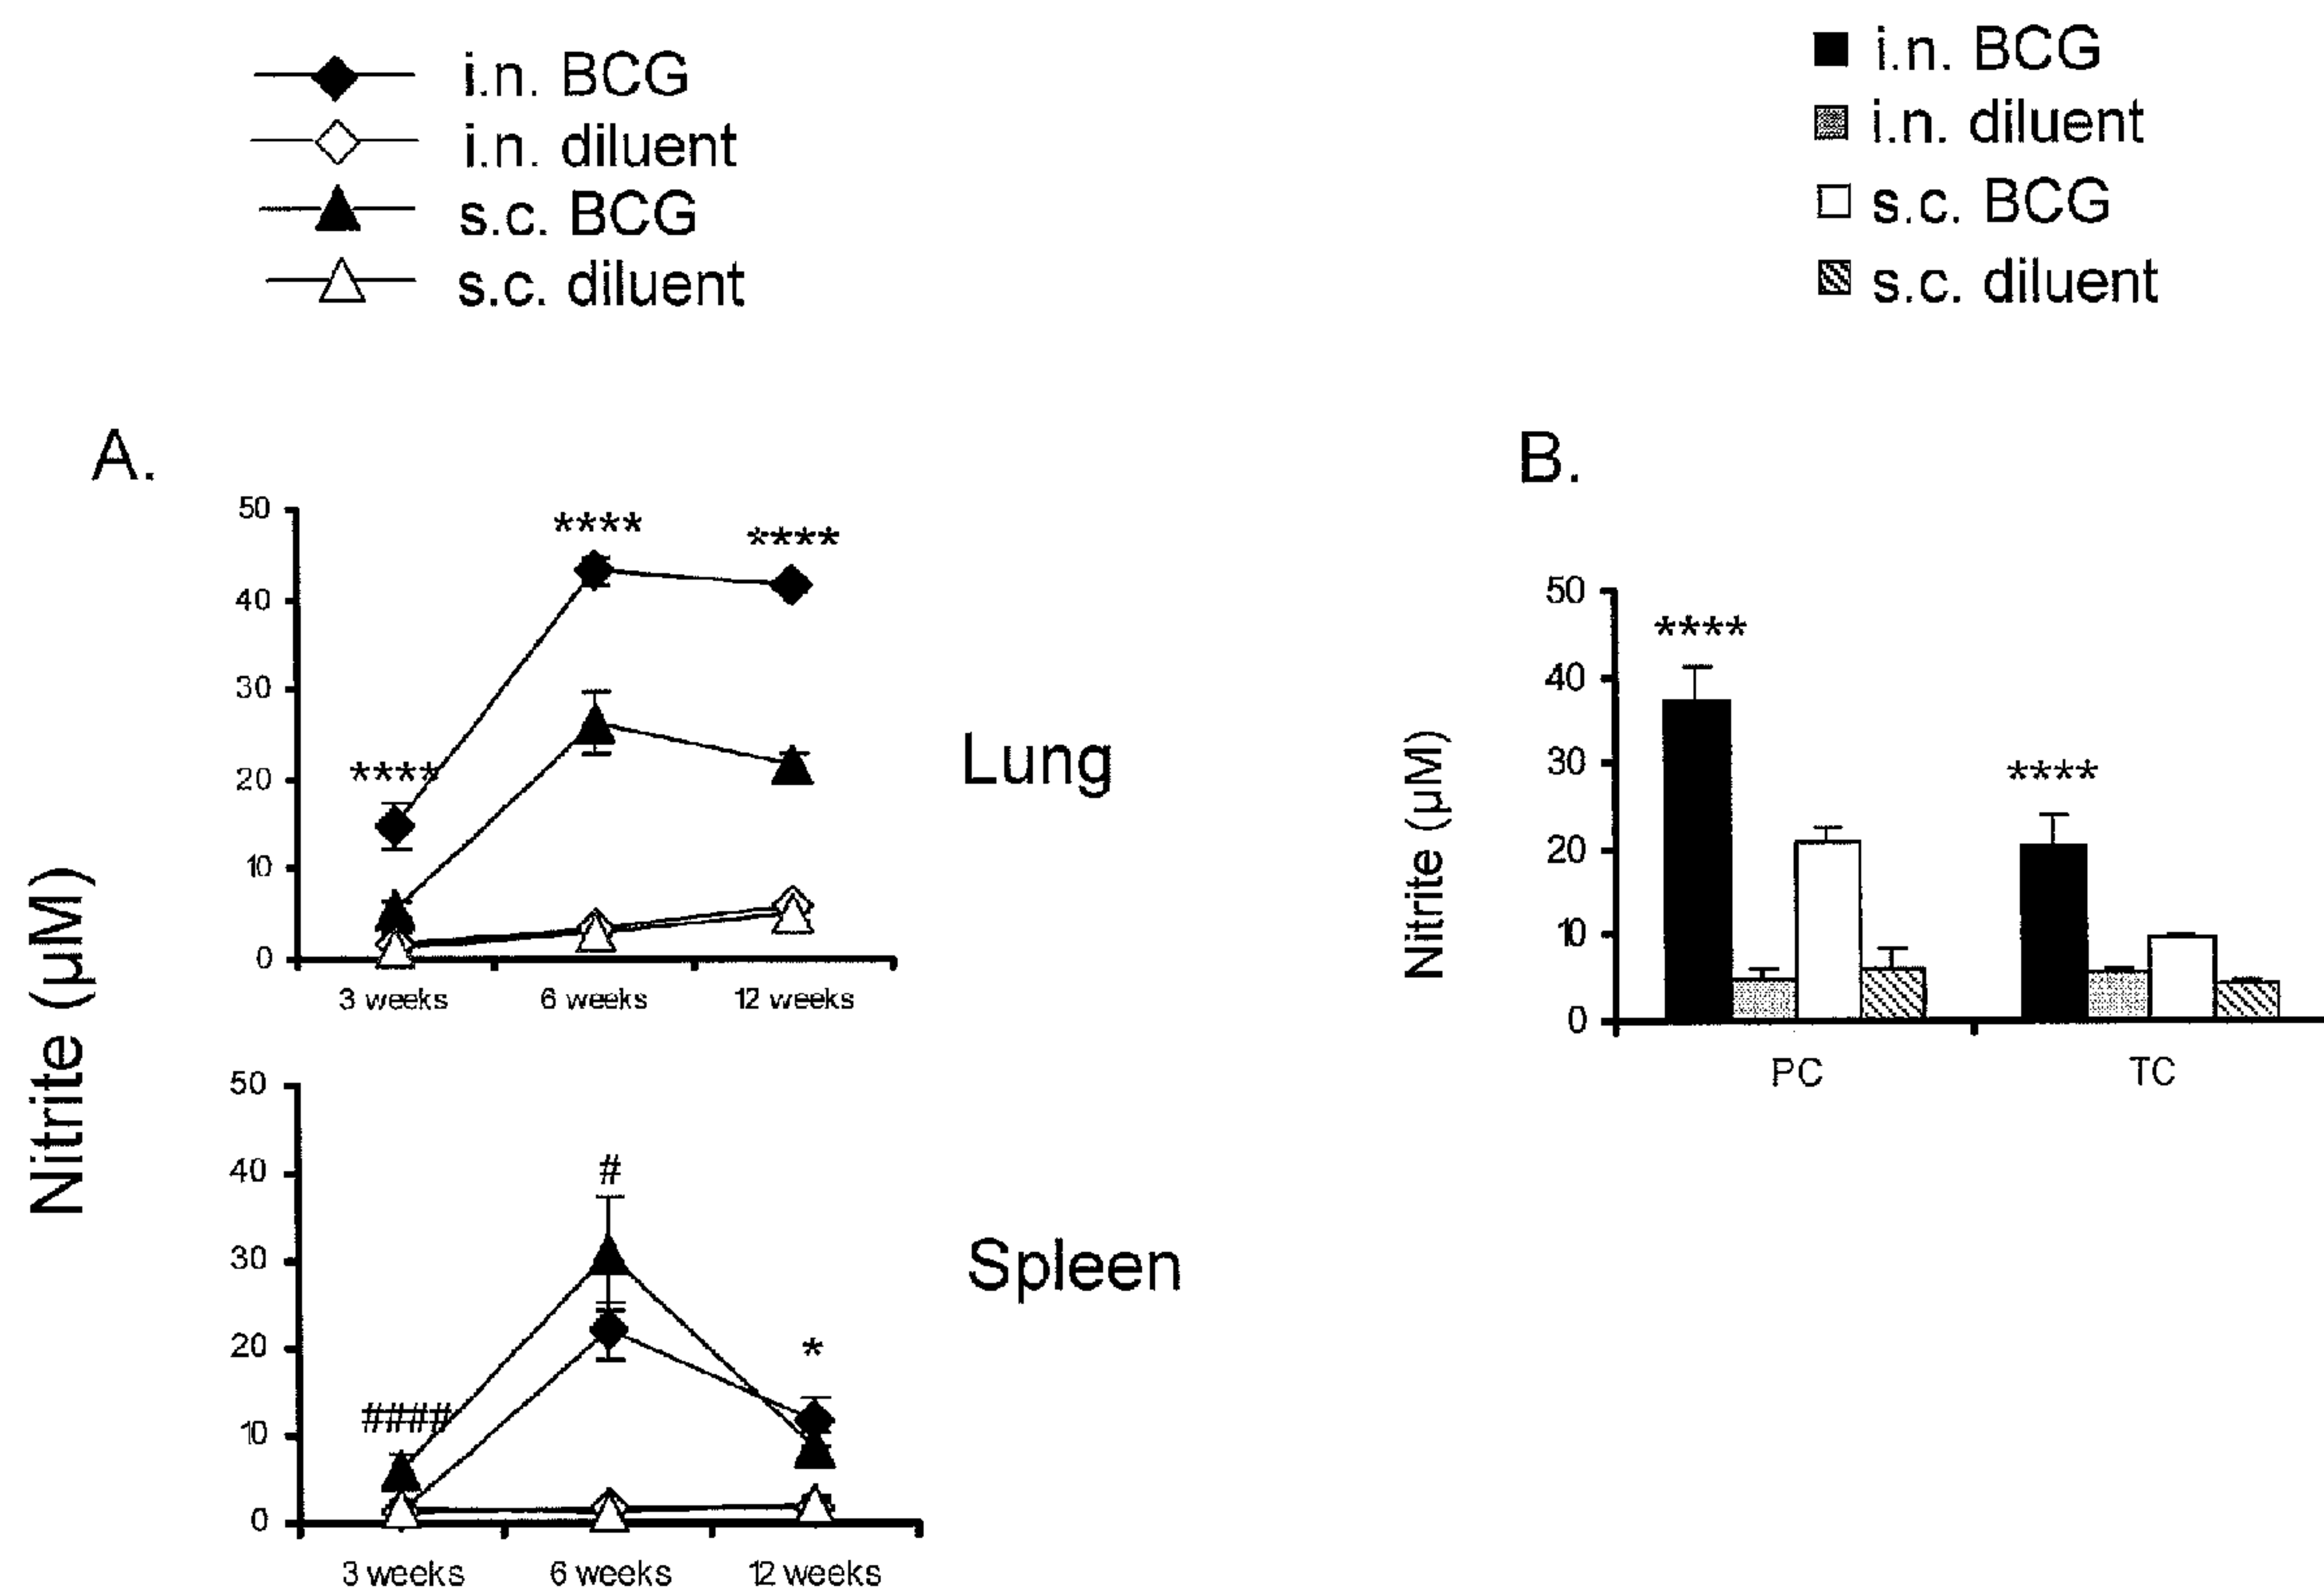 i.n. BCG
i.n. diluent
s.c. BCG
s.c. diluent
i.n. BCG
i.n. diluent
s.c. BCG
s.c. diluent
A.
B.
Nitrite (µM)
50
40
30
20
10
0
****
****
****
3 weeks
6 weeks
12 weeks
Lung
50
40
30
20
10
0
####
#
*
3 weeks
6 weeks
12 weeks
Spleen
Nitrite (µM)
50
40
30
20
10
0
****
****
PC
TC